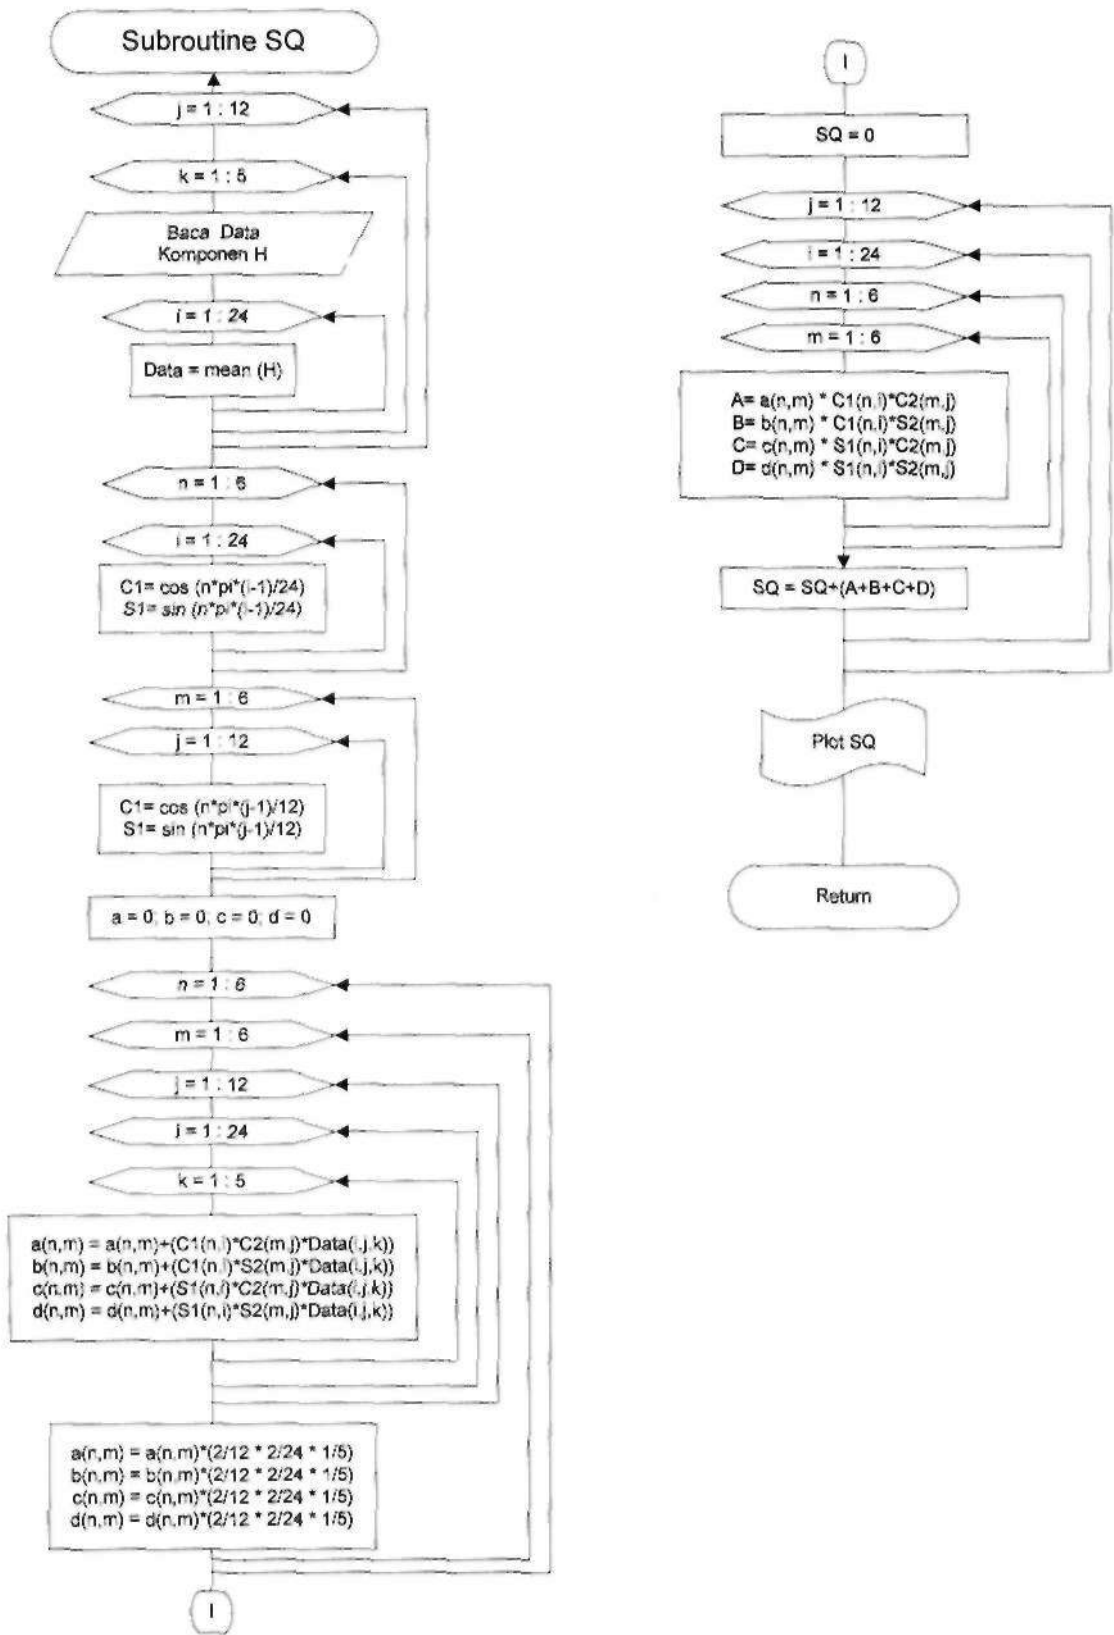 Subroutine SQ
j = 1 : 12
k = 1 : 5
Baca Data
Komponen H
i = 1 : 24
Data = mean (H)
n = 1 : 6
i = 1 : 24
C1= cos (n*pi*(i-1)/24)
S1= sin (n*pi*(i-1)/24)
m = 1 : 6
j = 1 : 12
C1= cos (n*pi*(j-1)/12)
S1= sin (n*pi*(j-1)/12)
a = 0; b = 0; c = 0; d = 0
n = 1 : 6
m = 1 : 6
j = 1 : 12
j = 1 : 24
k = 1 : 5
a(n,m) = a(n,m)+(C1(n,i)*C2(m,j)*Data(i,j,k))
b(n,m) = b(n,m)+(C1(n,i)*S2(m,j)*Data(i,j,k))
c(n,m) = c(n,m)+(S1(n,i)*C2(m,j)*Data(i,j,k))
d(n,m) = d(n,m)+(S1(n,i)*S2(m,j)*Data(i,j,k))
a(n,m) = a(n,m)*(2/12 * 2/24 * 1/5)
b(n,m) = b(n,m)*(2/12 * 2/24 * 1/5)
c(n,m) = c(n,m)*(2/12 * 2/24 * 1/5)
d(n,m) = d(n,m)*(2/12 * 2/24 * 1/5)
I
I
SQ = 0
j = 1 : 12
i = 1 : 24
n = 1 : 6
m = 1 : 6
A= a(n,m) * C1(n,i)*C2(m,j)
B= b(n,m) * C1(n,i)*S2(m,j)
C= c(n,m) * S1(n,i)*C2(m,j)
D= d(n,m) * S1(n,i)*S2(m,j)
SQ = SQ+(A+B+C+D)
Plot SQ
Return